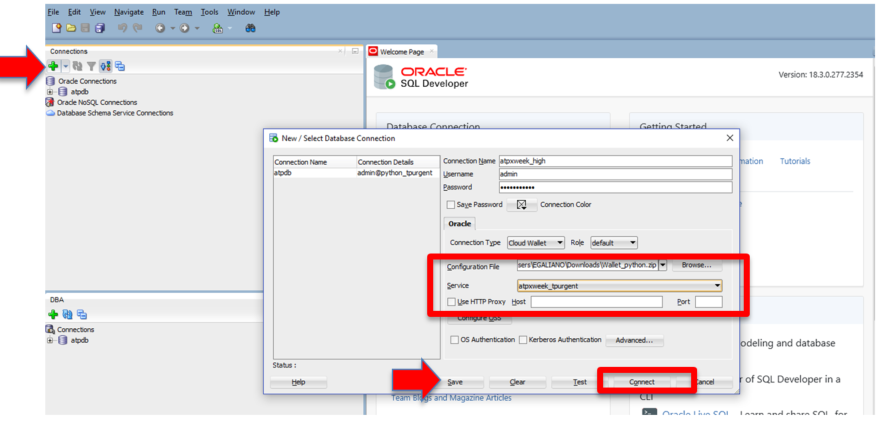 File Edit View Navigate Run Team Tools Window Help
Connections
Oracle Connections
atpdb
Oracle NoSQL Connections
Database Schema Service Connections
Welcome Page
ORACLE
SQL Developer
Version: 18.3.0.277.2354
Database Connection
Getting Started
mation Tutorials
New / Select Database Connection
Connection Name Connection Details
atpdb admin@python_tpurgent
Connection Name atpxweek_high
Username admin
Password •••••••••••
Save Password Connection Color
Oracle
Connection Type Cloud Wallet Role default
Configuration File sers\EGALIANO\Downloads\Wallet_python.zip Browse...
Service atpxweek_tpurgent
Use HTTP Proxy Host Port
Configure OSS
OS Authentication Kerberos Authentication Advanced...
Status :
Help Save Clear Test Connect Cancel
DBA
Connections
atpdb
odeling and database
r of SQL Developer in a
CLI
Team Blogs and Magazine Articles
Oracle Live SQL - Learn and share SQL, for